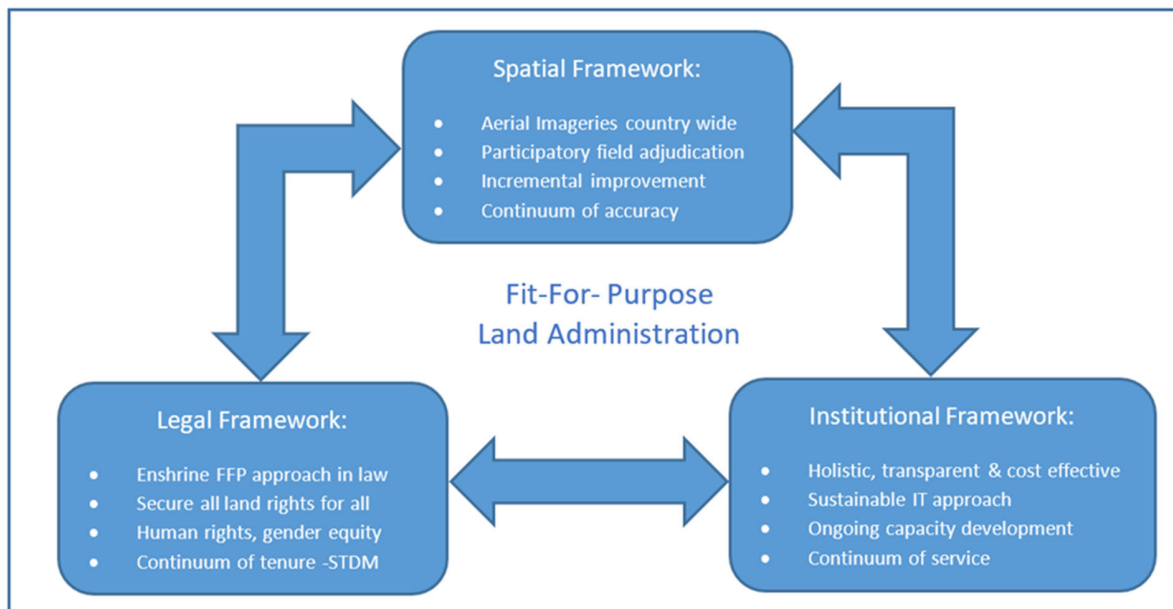 Spatial Framework:
• Aerial Imageries country wide
• Participatory field adjudication
• Incremental improvement
• Continuum of accuracy
Fit-For- Purpose
Land Administration
Legal Framework:
• Enshrine FFP approach in law
• Secure all land rights for all
• Human rights, gender equity
• Continuum of tenure -STDM
Institutional Framework:
• Holistic, transparent & cost effective
• Sustainable IT approach
• Ongoing capacity development
• Continuum of service